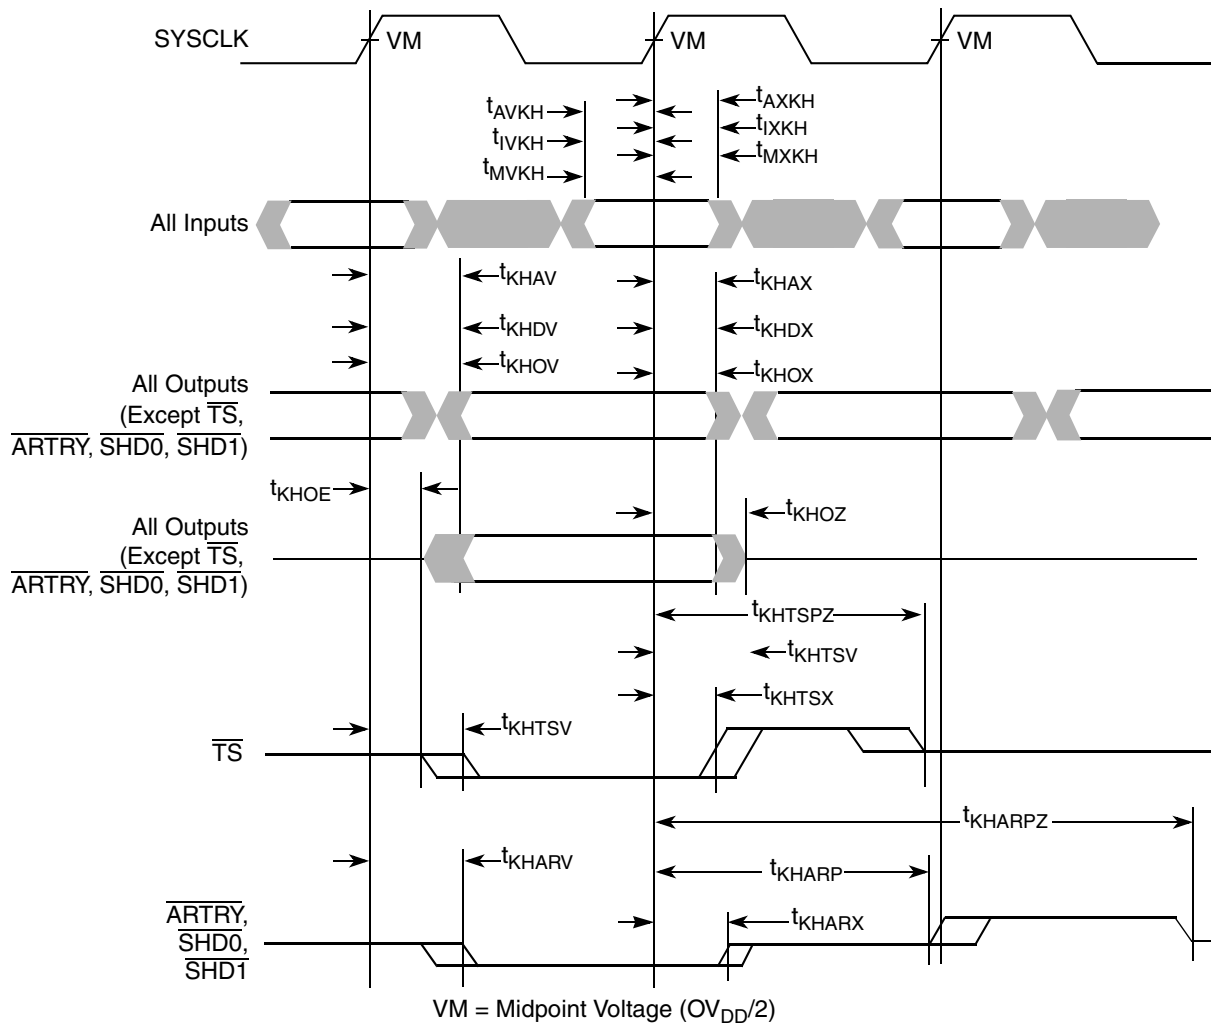 SYSCLK VM VM VM
tAVKH tAXKH
tIVKH tIXKH
tMVKH tMXKH
All Inputs
tKHAV tKHAX
tKHDV tKHDX
tKHOV tKHOX
All Outputs
(Except TS,
ARTRY, SHD0, SHD1)
tKHOE
tKHOZ
All Outputs
(Except TS,
ARTRY, SHD0, SHD1)
tKHTSPZ
tKHTSV
tKHTSX
tKHTSV
TS
tKHARPZ
tKHARV tKHARP
tKHARX
ARTRY,
SHD0,
SHD1
VM = Midpoint Voltage (OVDD/2)